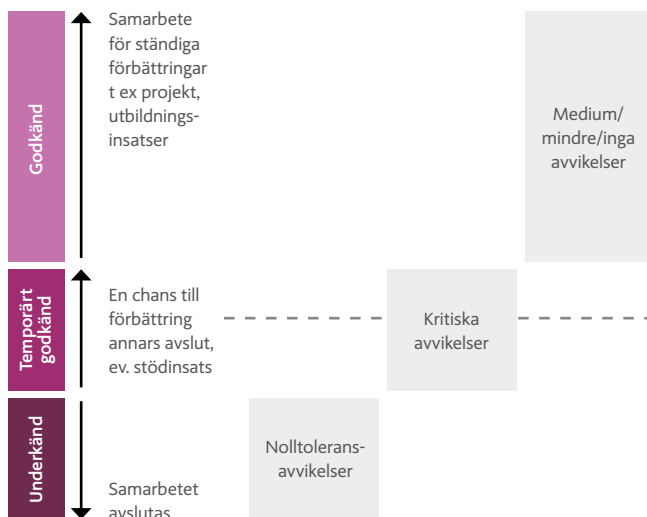 Godkänd
Samarbete
för ständiga
förbättringar
t ex projekt,
utbildnings-
insatser
Medium/
mindre/inga
avvikelser
Temporärt
godkänd
En chans till
förbättring
annars avslut,
ev. stödinsats
Kritiska
avvikelser
Underkänd
Samarbetet
avslutas
Nolltolerans-
avvikelser